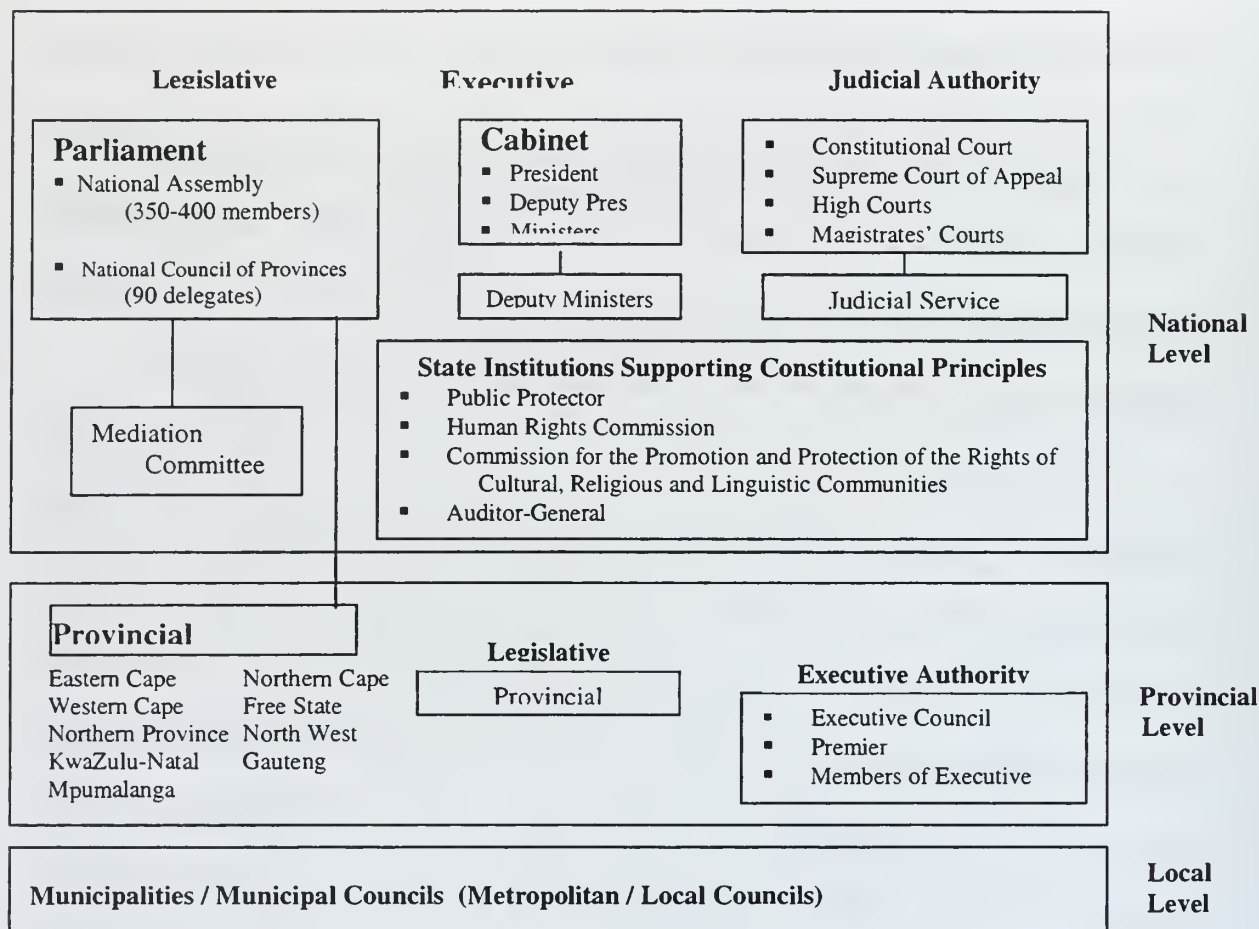 Legislative
Executive
Judicial Authority
Parliament
▪ National Assembly
(350-400 members)
▪ National Council of Provinces
(90 delegates)
Cabinet
▪ President
▪ Deputy Pres
▪ Ministers
Deputy Ministers
▪ Constitutional Court
▪ Supreme Court of Appeal
▪ High Courts
▪ Magistrates' Courts
Judicial Service
National
Level
Mediation
Committee
State Institutions Supporting Constitutional Principles
▪ Public Protector
▪ Human Rights Commission
▪ Commission for the Promotion and Protection of the Rights of
Cultural, Religious and Linguistic Communities
▪ Auditor-General
Provincial
Eastern Cape Northern Cape
Western Cape Free State
Northern Province North West
KwaZulu-Natal Gauteng
Mpumalanga
Legislative
Provincial
Executive Authority
▪ Executive Council
▪ Premier
▪ Members of Executive
Provincial
Level
Municipalities / Municipal Councils (Metropolitan / Local Councils)
Local
Level